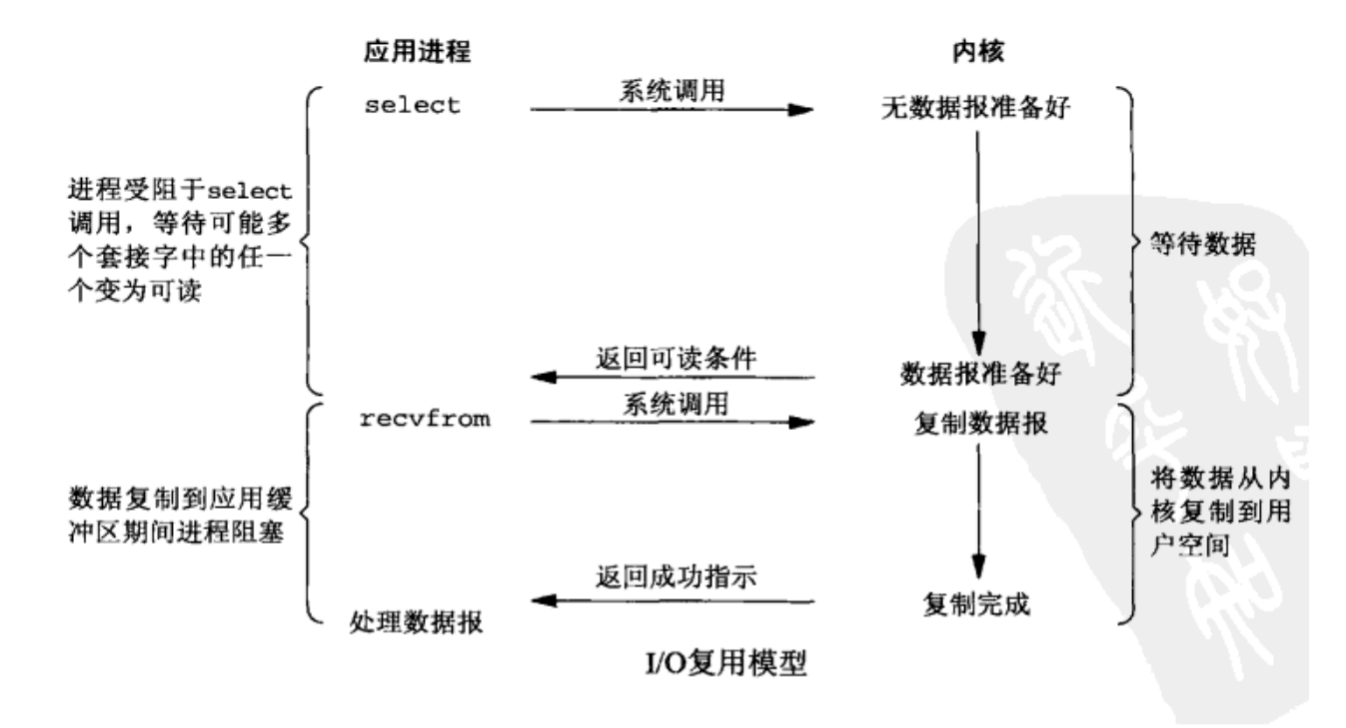 应用进程
内核
select
系统调用
无数据报准备好
进程受阻于select
调用，等待可能多
个套接字中的任一
个变为可读
等待数据
返回可读条件
数据报准备好
recvfrom
系统调用
复制数据报
数据复制到应用缓
冲区期间进程阻塞
将数据从内
核复制到用
户空间
返回成功指示
复制完成
处理数据报
I/O复用模型